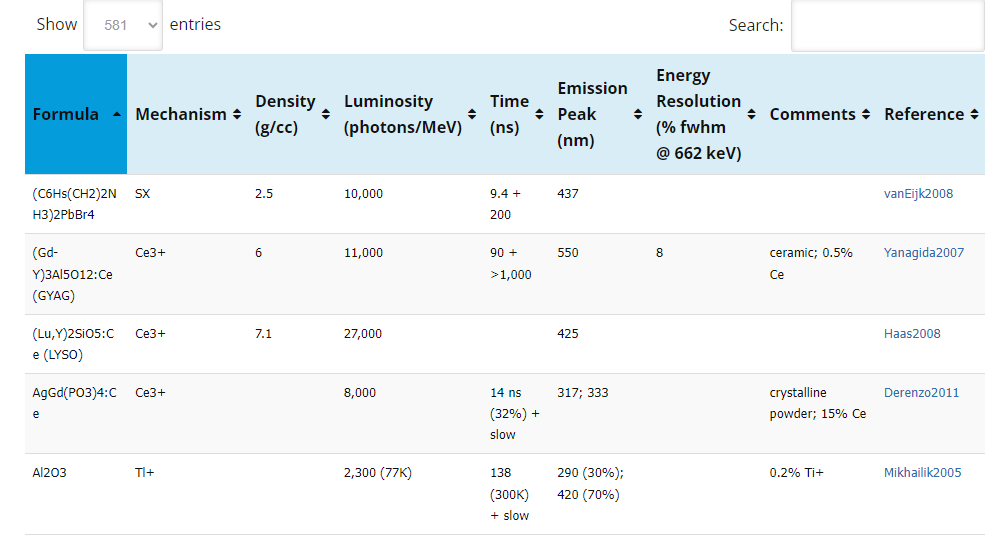 Show 581 entries Search:
Formula Mechanism Density (g/cc) Luminosity (photons/MeV) Time (ns) Emission Peak (nm) Energy Resolution (% fwhm @ 662 keV) Comments Reference
(C6Hs(CH2)2N
H3)2PbBr4
SX
2.5
10,000
9.4 +
200
437
vanEijk2008
(Gd-
Y)3Al5O12:Ce
(GYAG)
Ce3+
6
11,000
90 +
>1,000
550
8
ceramic; 0.5%
Ce
Yanagida2007
(Lu,Y)2SiO5:C
e (LYSO)
Ce3+
7.1
27,000
425
Haas2008
AgGd(PO3)4:C
e
Ce3+
8,000
14 ns
(32%) +
slow
317; 333
crystalline
powder; 15% Ce
Derenzo2011
Al2O3
Tl+
2,300 (77K)
138
(300K)
+ slow
290 (30%);
420 (70%)
0.2% Ti+
Mikhailik2005